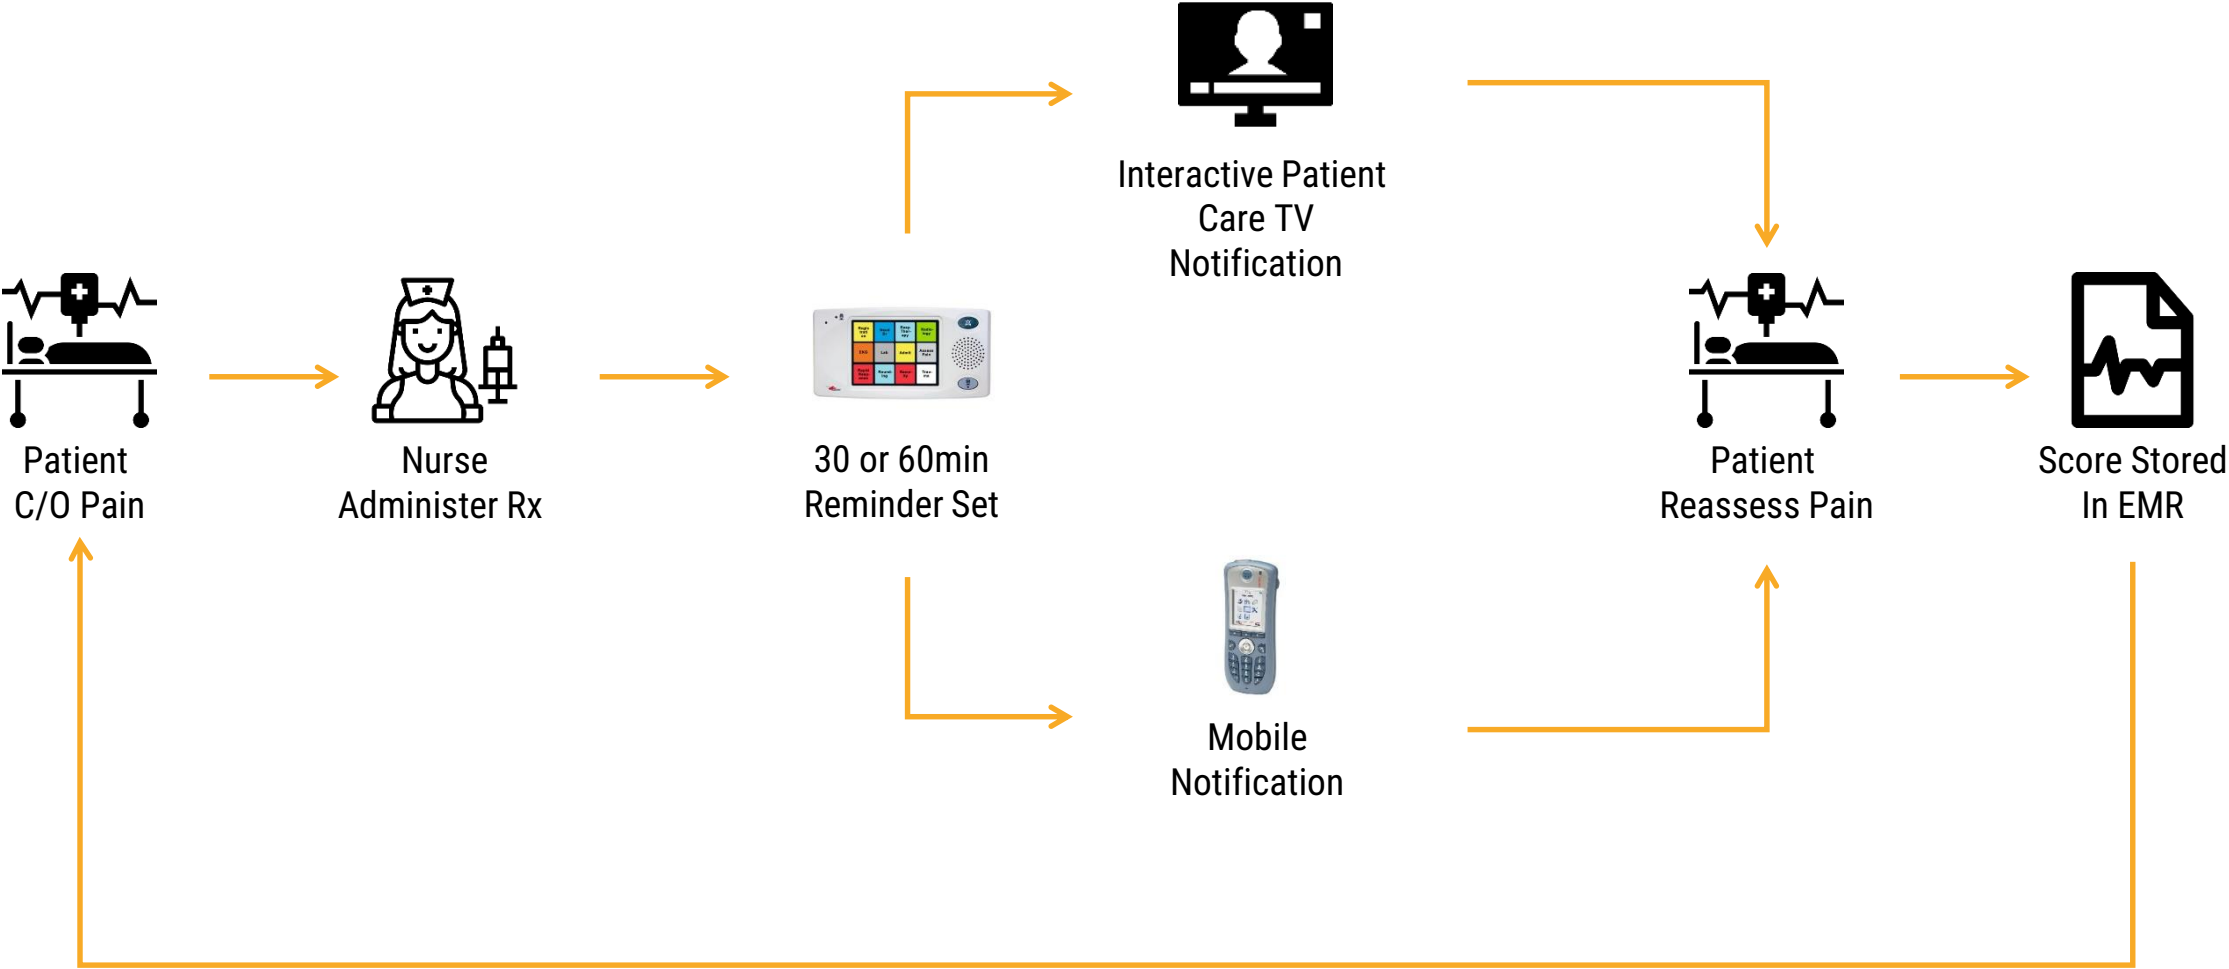 Interactive Patient
Care TV
Notification
Patient
C/O Pain
Nurse
Administer Rx
30 or 60min
Reminder Set
Patient
Reassess Pain
Score Stored
In EMR
Mobile
Notification